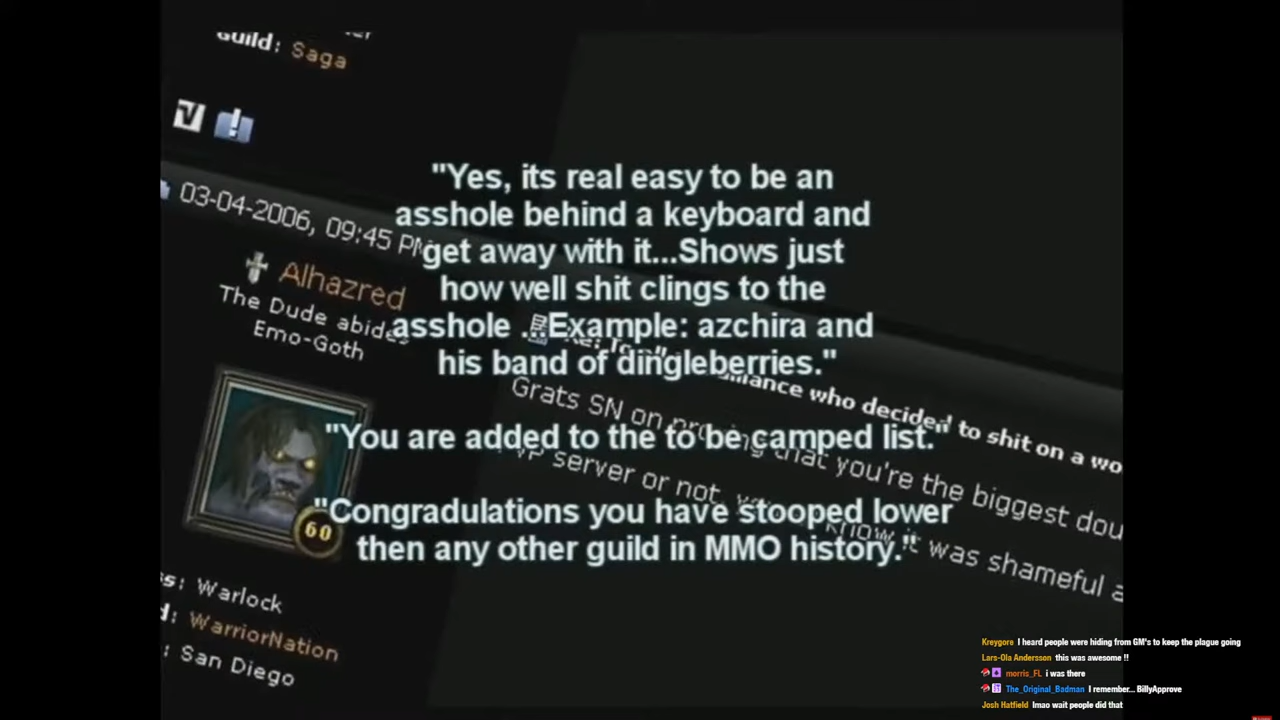 Guild: Saga
03-04-2006, 09:45 PM
Alhazred
The Dude abides
Emo-Goth
60
Warlock
WarriorNation
San Diego
"Yes, its real easy to be an
asshole behind a keyboard and
get away with it...Shows just
how well shit clings to the
asshole ...Example: azchira and
his band of dingleberries."
"You are added to the to be camped list."
"Congradulations you have stooped lower
then any other guild in MMO history."
who decided to shit on a
Grats SN on that you're the biggest
server or not, know it was shameful
Kreygore I heard people were hiding from GM's to keep the plague going
Lars-Ola Andersson this was awesome !!
morris_FL i was there
The_Original_Badman I remember... BillyApprove
Josh Hatfield lmao wait people did that